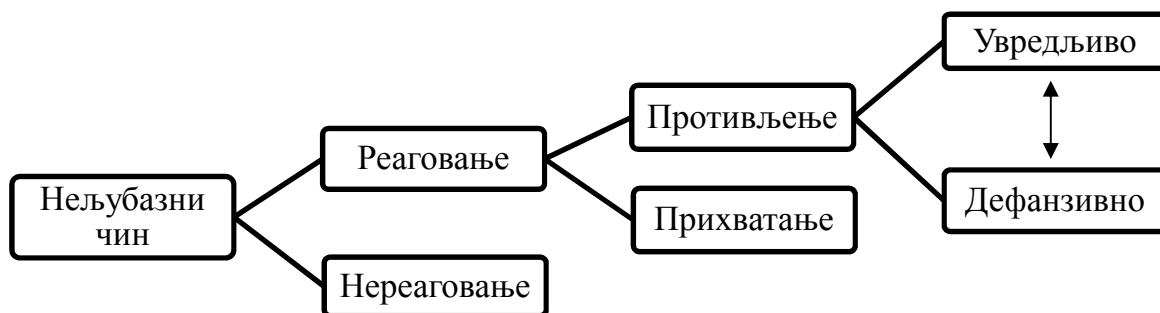 Увредљиво
Противљење
Реаговање
Дефанзивно
Нељубазни
чин
Прихватање
Нереаговање